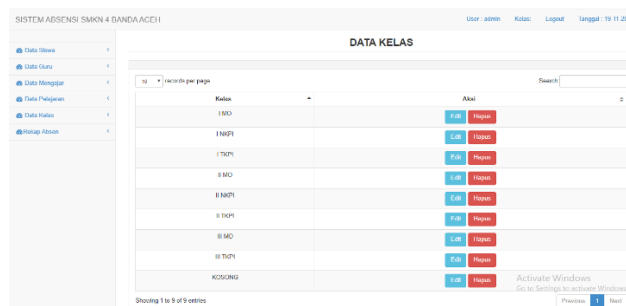 SISTEM ABSENSI SMKN 4 BANDA ACEH User : admin Kelas: Logout Tanggal : 19-11-20
DATA KELAS
Data Siswa
Data Guru
Data Mengajar
Data Pelajaran
Data Kelas
Rekap Absen
10 records per page Search:
Kelas Aksi
I MO Edit Hapus
I NKPI Edit Hapus
I TKPI Edit Hapus
II MO Edit Hapus
II NKPI Edit Hapus
II TKPI Edit Hapus
III MO Edit Hapus
III TKPI Edit Hapus
KOSONG Edit Hapus
Showing 1 to 9 of 9 entries Previous 1 Next
Activate Windows
Go to Settings to activate Windows